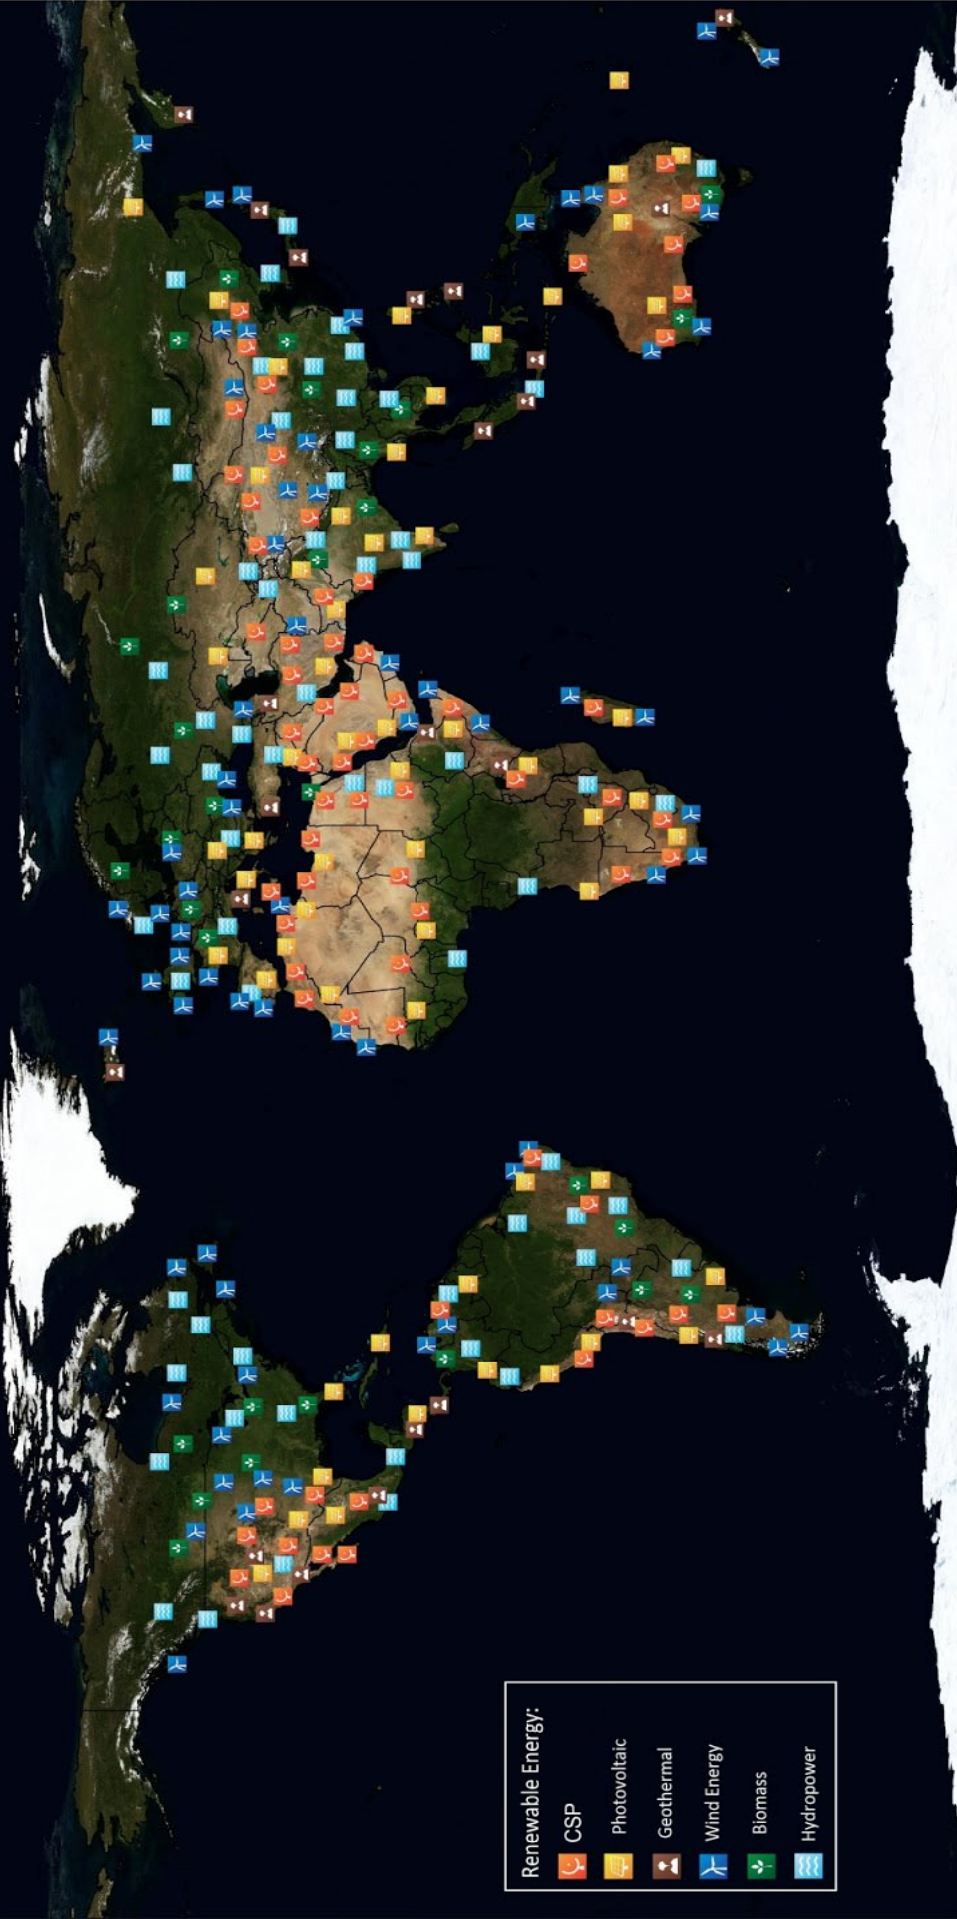 Renewable Energy:
CSP
Photovoltaic
Geothermal
Wind Energy
Biomass
Hydropower